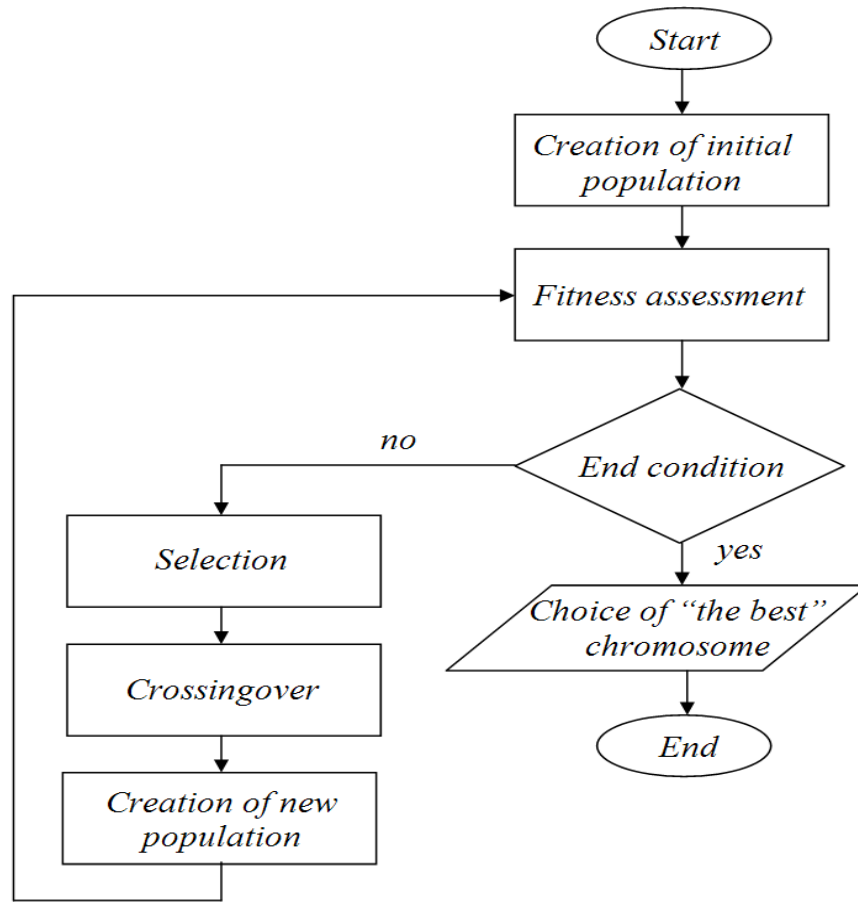 Start
Creation of initial
population
Fitness assessment
no
End condition
yes
Selection
Choice of “the best”
chromosome
Crossingover
End
Creation of new
population